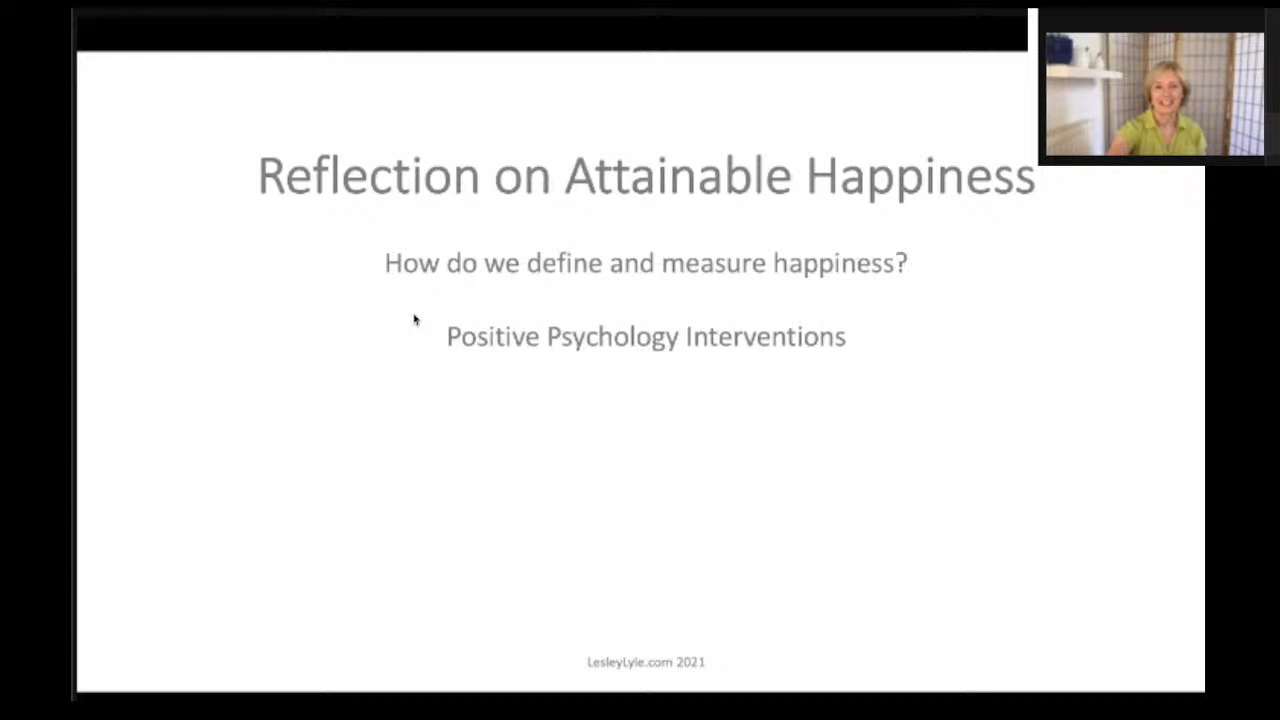 Reflection on Attainable Happiness
How do we define and measure happiness?
Positive Psychology Interventions
LesleyLyle.com 2021